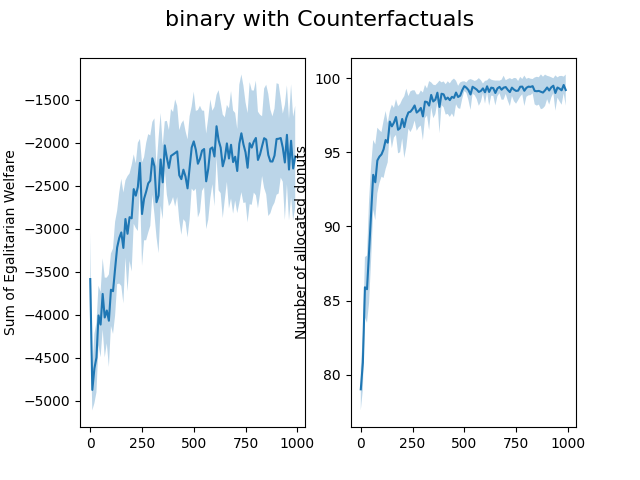 binary with Counterfactuals
Sum of Egalitarian Welfare
−1500
−2000
−2500
−3000
−3500
−4000
−4500
−5000
0 250 500 750 1000
Number of allocated donuts
100
95
90
85
80
0 250 500 750 1000